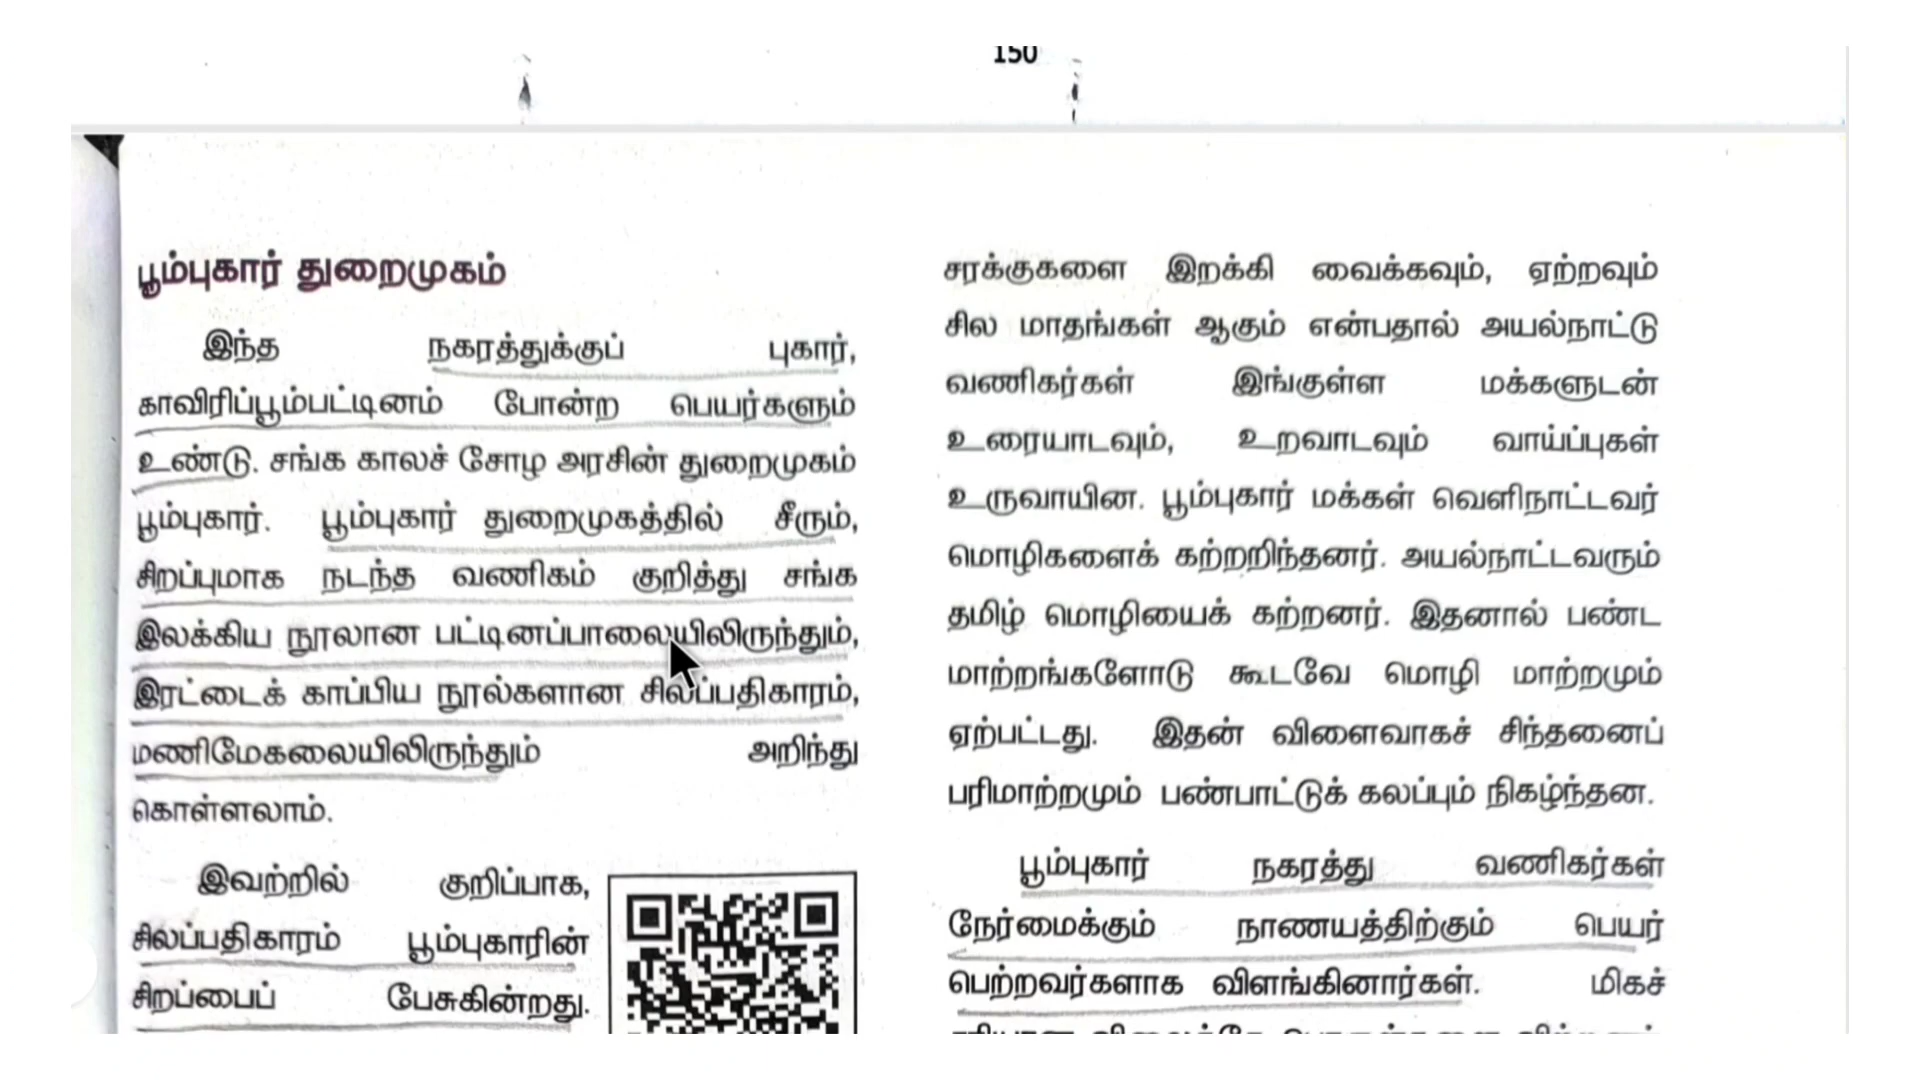 150
பூம்புகார் துறைமுகம்
இந்த நகரத்துக்குப் புகார்,
காவிரிப்பூம்பட்டினம் போன்ற பெயர்களும்
உண்டு. சங்க காலச் சோழ அரசின் துறைமுகம்
பூம்புகார். பூம்புகார் துறைமுகத்தில் சீரும்,
சிறப்புமாக நடந்த வணிகம் குறித்து சங்க
இலக்கிய நூலான பட்டினப்பாலையிலிருந்தும்,
இரட்டைக் காப்பிய நூல்களான சிலப்பதிகாரம்,
மணிமேகலையிலிருந்தும் அறிந்து
கொள்ளலாம்.
இவற்றில் குறிப்பாக,
சிலப்பதிகாரம் பூம்புகாரின்
சிறப்பைப் பேசுகின்றது.
சரக்குகளை இறக்கி வைக்கவும், ஏற்றவும்
சில மாதங்கள் ஆகும் என்பதால் அயல்நாட்டு
வணிகர்கள் இங்குள்ள மக்களுடன்
உரையாடவும், உறவாடவும் வாய்ப்புகள்
உருவாயின. பூம்புகார் மக்கள் வெளிநாட்டவர்
மொழிகளைக் கற்றறிந்தனர். அயல்நாட்டவரும்
தமிழ் மொழியைக் கற்றனர். இதனால் பண்ட
மாற்றங்களோடு கூடவே மொழி மாற்றமும்
ஏற்பட்டது. இதன் விளைவாகச் சிந்தனைப்
பரிமாற்றமும் பண்பாட்டுக் கலப்பும் நிகழ்ந்தன.
பூம்புகார் நகரத்து வணிகர்கள்
நேர்மைக்கும் நாணயத்திற்கும் பெயர்
பெற்றவர்களாக விளங்கினார்கள். மிகச்